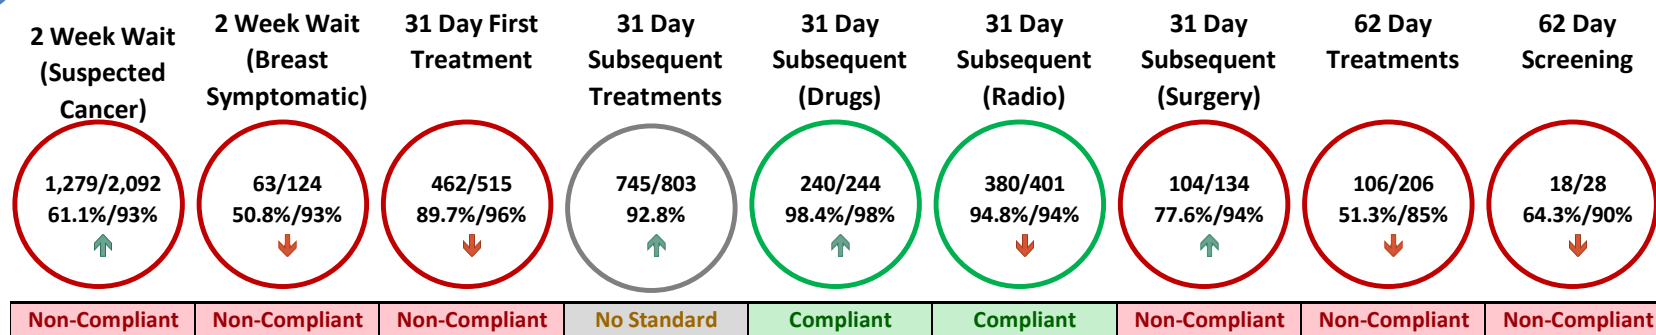 2 Week Wait
(Suspected
Cancer)
2 Week Wait
(Breast
Symptomatic)
31 Day First
Treatment
31 Day
Subsequent
Treatments
31 Day
Subsequent
(Drugs)
31 Day
Subsequent
(Radio)
31 Day
Subsequent
(Surgery)
62 Day
Treatments
62 Day
Screening
1,279/2,092
61.1%/93%
63/124
50.8%/93%
462/515
89.7%/96%
745/803
92.8%
240/244
98.4%/98%
380/401
94.8%/94%
104/134
77.6%/94%
106/206
51.3%/85%
18/28
64.3%/90%
Non-Compliant
Non-Compliant
Non-Compliant
No Standard
Compliant
Compliant
Non-Compliant
Non-Compliant
Non-Compliant